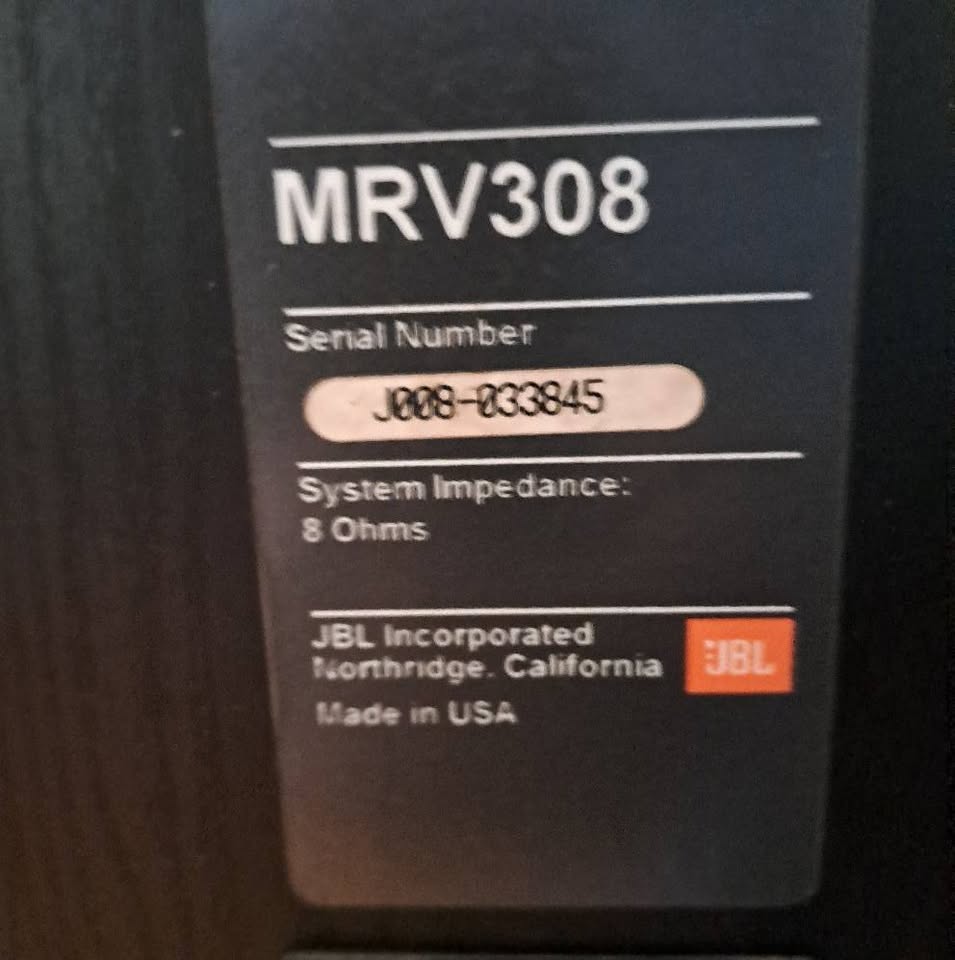 MRV308
Serial Number
J008-033845
System Impedance:
8 Ohms
JBL Incorporated
Northridge, California
JBL
Made in USA